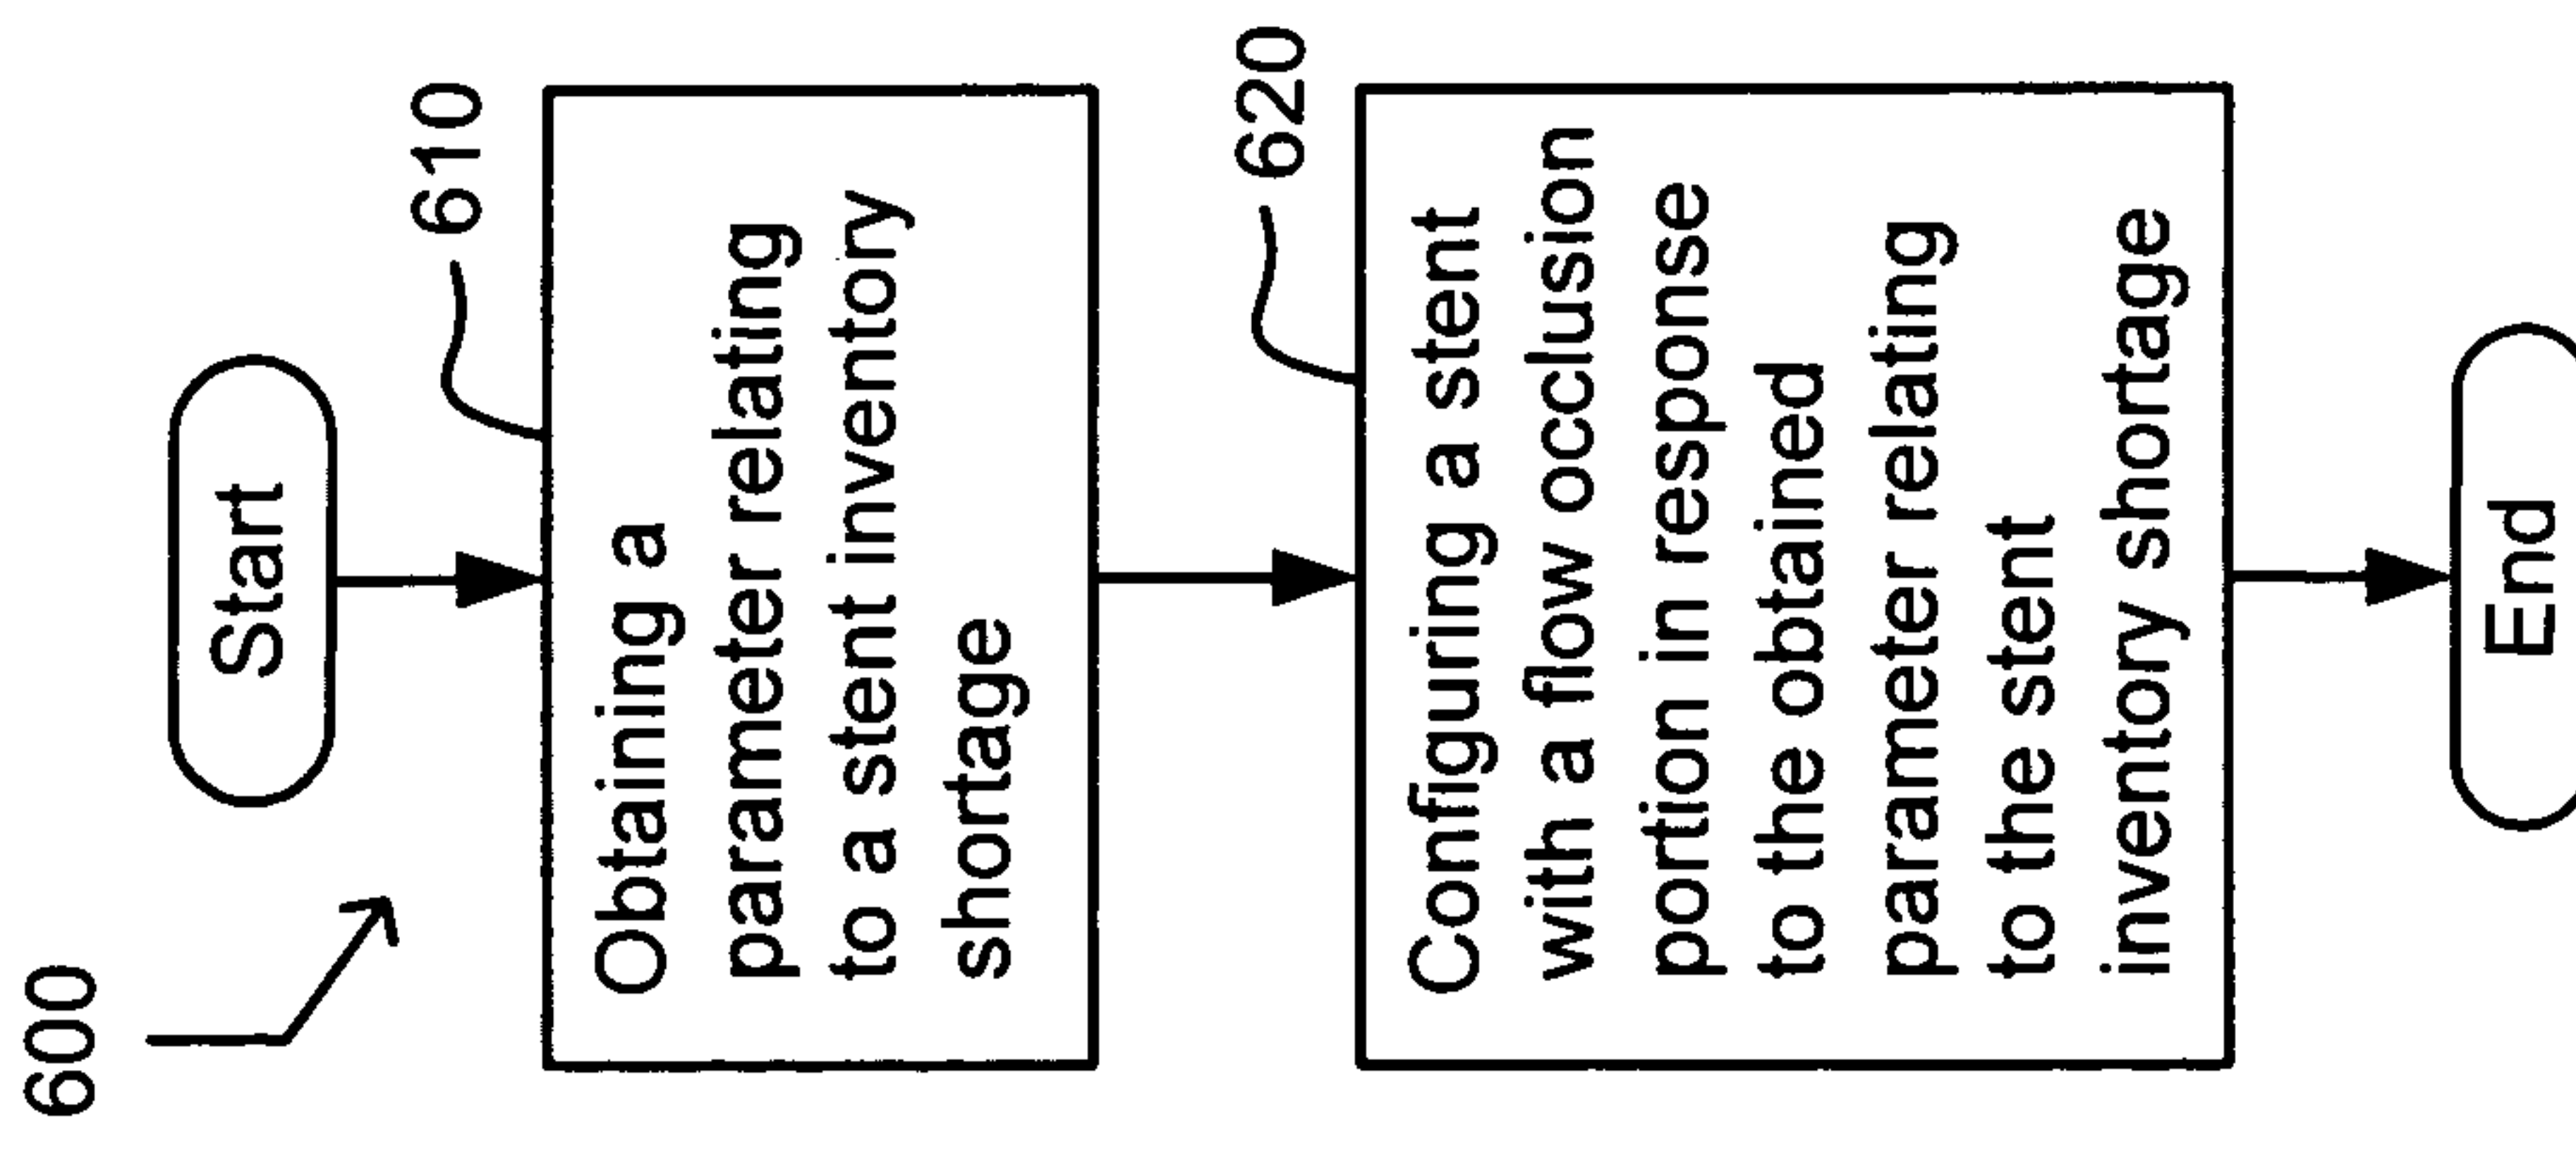 600
Start
610
Obtaining a
parameter relating
to a stent inventory
shortage
620
Configuring a stent
with a flow occlusion
portion in response
to the obtained
parameter relating
to the stent
inventory shortage
End